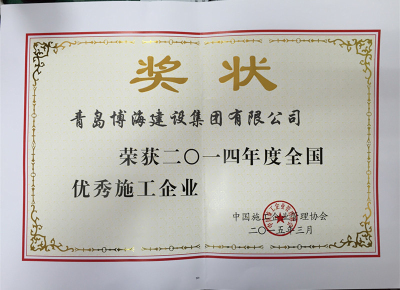 奖状
青岛博海建设集团有限公司
荣获二〇一四年度全国
优秀施工企业
中国施工企业管理协会
二〇一五年三月